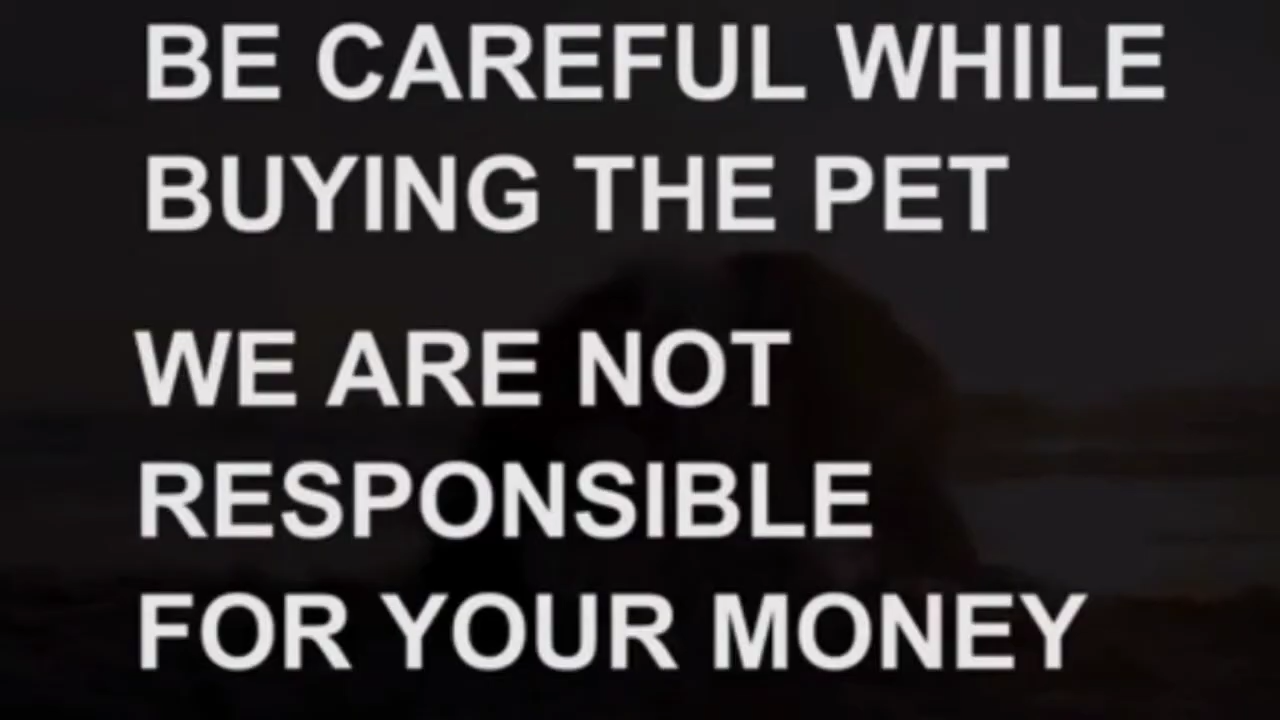 BE CAREFUL WHILE
BUYING THE PET
WE ARE NOT
RESPONSIBLE
FOR YOUR MONEY